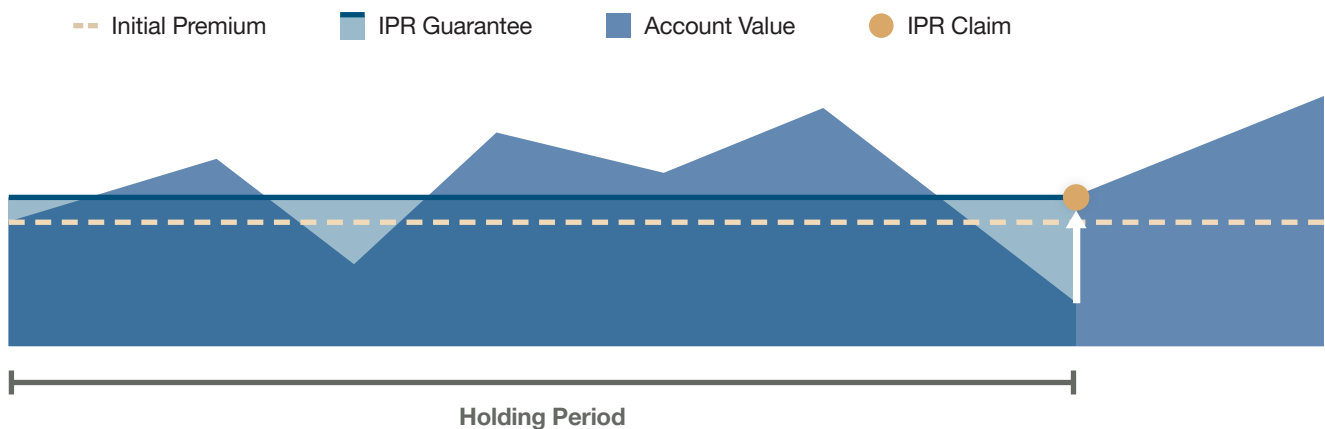 Initial Premium IPR Guarantee Account Value IPR Claim
Holding Period